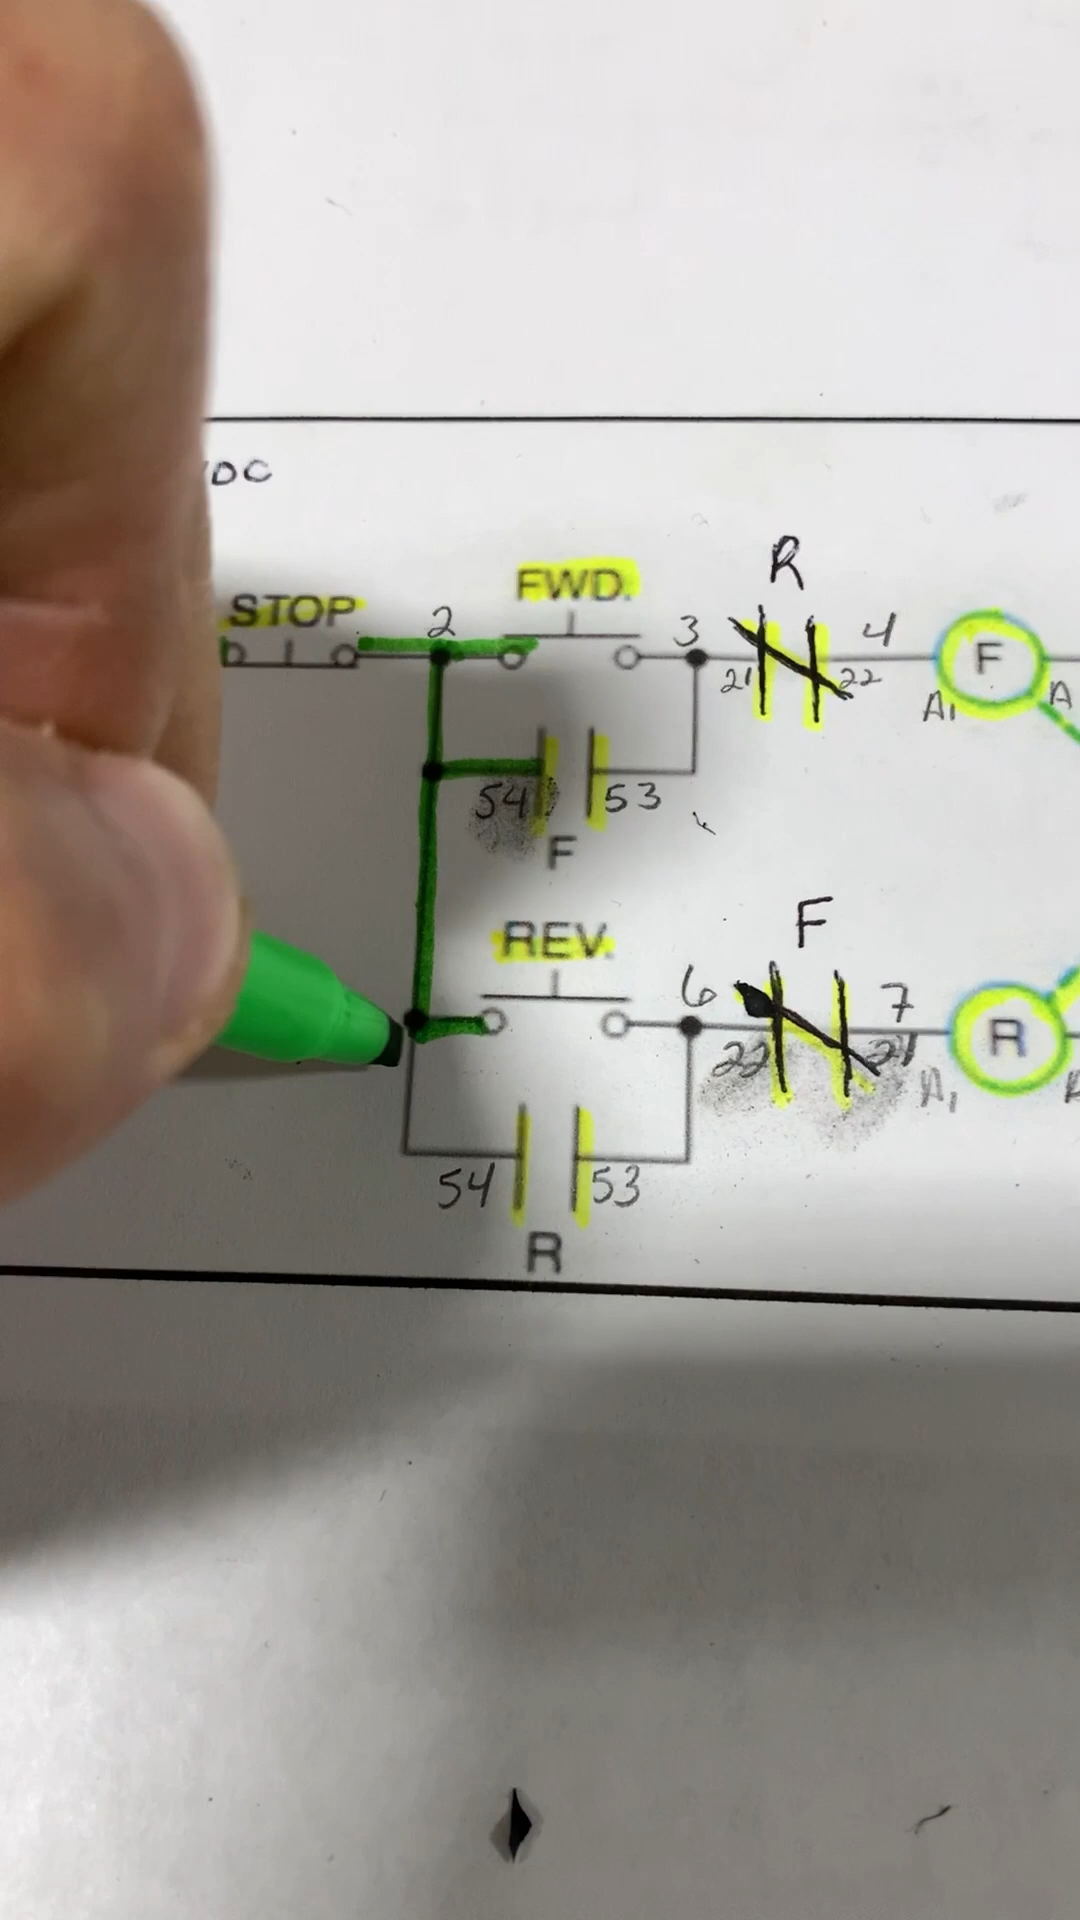 DC
R
STOP 2 FWD. 3 4 F
21 22 A1 A
54 53
F
F
REV. 6 7 R
22 21 A1
54 53
R